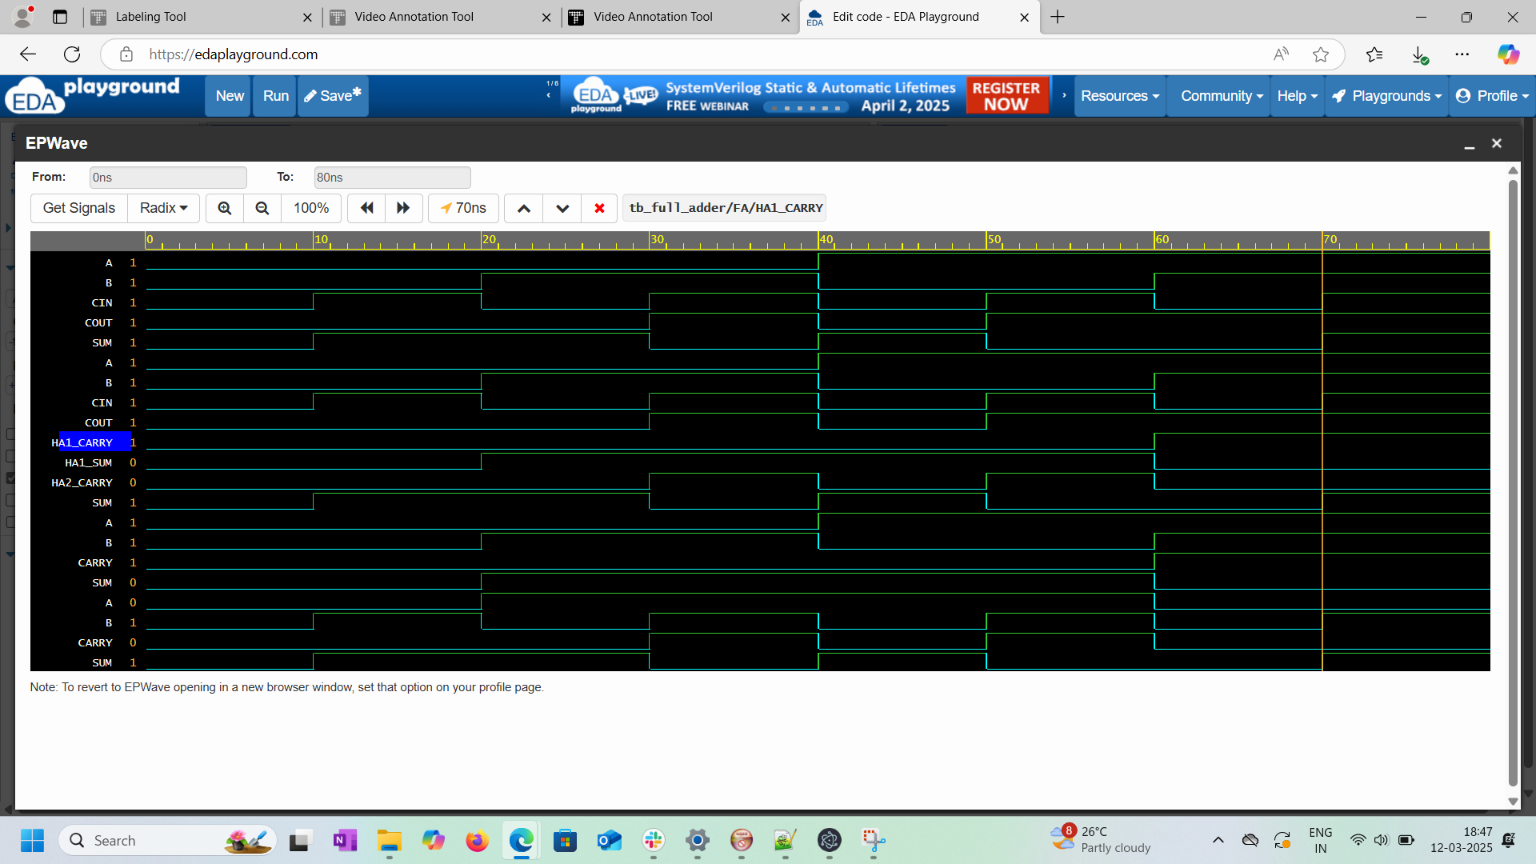 Labeling Tool
Video Annotation Tool
Video Annotation Tool
Edit code - EDA Playground
https://edaplayground.com
EDA playground
New
Run
Save*
1/6
EDA playground LIVE!
SystemVerilog Static & Automatic Lifetimes
FREE WEBINAR
April 2, 2025
REGISTER
NOW
Resources
Community
Help
Playgrounds
Profile
EPWave
From:
0ns
To:
80ns
Get Signals
Radix
100%
70ns
tb_full_adder/FA/HA1_CARRY
0 10 20 30 40 50 60 70
A 1
B 1
CIN 1
COUT 1
SUM 1
A 1
B 1
CIN 1
COUT 1
HA1_CARRY 1
HA1_SUM 0
HA2_CARRY 0
SUM 1
A 1
B 1
CARRY 1
SUM 0
A 0
B 1
CARRY 0
SUM 1
Note: To revert to EPWave opening in a new browser window, set that option on your profile page.
Search
8
26°C
Partly cloudy
ENG
IN
18:47
12-03-2025